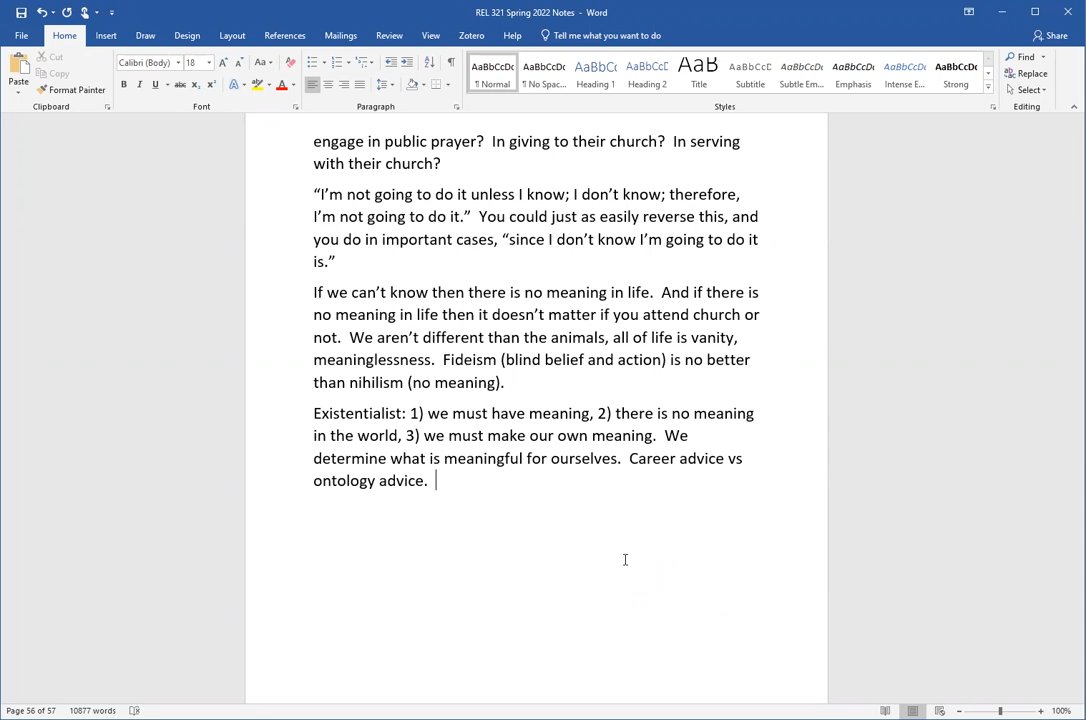 REL 321 Spring 2022 Notes - Word
File Home Insert Draw Design Layout References Mailings Review View Zotero Help Tell me what you want to do Share
Paste Cut Copy Format Painter
Calibri (Body) 18
AaBbCcDc AaBbCcDc AaBbCc AaBbCcD AaB AaBbCcD AaBbCcDc AaBbCcDc AaBbCcDc AaBbCcDc
¶ Normal ¶ No Spac... Heading 1 Heading 2 Title Subtitle Subtle Em... Emphasis Intense E... Strong
Find Replace Select
Clipboard Font Paragraph Styles Editing
engage in public prayer?  In giving to their church?  In serving
with their church?
“I’m not going to do it unless I know; I don’t know; therefore,
I’m not going to do it.”  You could just as easily reverse this, and
you do in important cases, “since I don’t know I’m going to do it
is.”
If we can’t know then there is no meaning in life.  And if there is
no meaning in life then it doesn’t matter if you attend church or
not.  We aren’t different than the animals, all of life is vanity,
meaninglessness.  Fideism (blind belief and action) is no better
than nihilism (no meaning).
Existentialist: 1) we must have meaning, 2) there is no meaning
in the world, 3) we must make our own meaning.  We
determine what is meaningful for ourselves.  Career advice vs
ontology advice.
Page 56 of 57 10877 words 100%